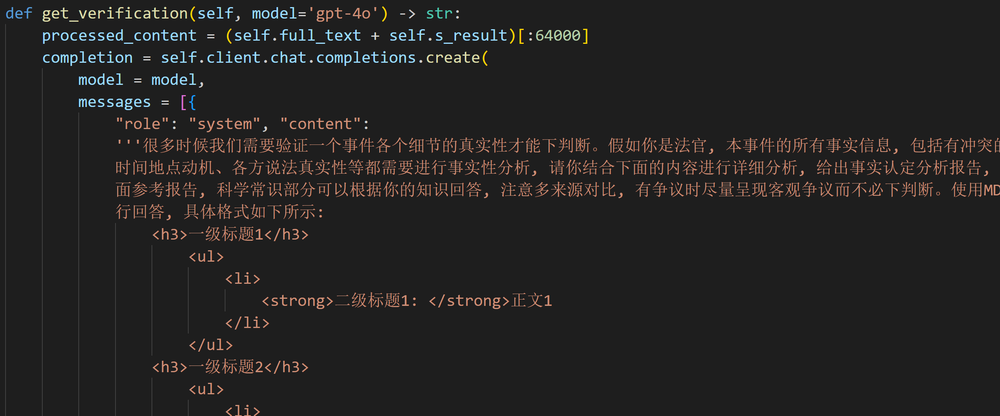 def get_verification(self, model='gpt-4o') -> str:
processed_content = (self.full_text + self.s_result)[:64000]
completion = self.client.chat.completions.create(
model = model,
messages = [{
"role": "system", "content":
'''很多时候我们需要验证一个事件各个细节的真实性才能下判断。假如你是法官, 本事件的所有事实信息, 包括有冲突的
时间地点动机、各方说法真实性等都需要进行事实性分析, 请你结合下面的内容进行详细分析, 给出事实认定分析报告,
面参考报告, 科学常识部分可以根据你的知识回答, 注意多来源对比, 有争议时尽量呈现客观争议而不必下判断。使用MD
行回答, 具体格式如下所示:
<h3>一级标题1</h3>
<ul>
<li>
<strong>二级标题1: </strong>正文1
</li>
</ul>
<h3>一级标题2</h3>
<ul>
<li>